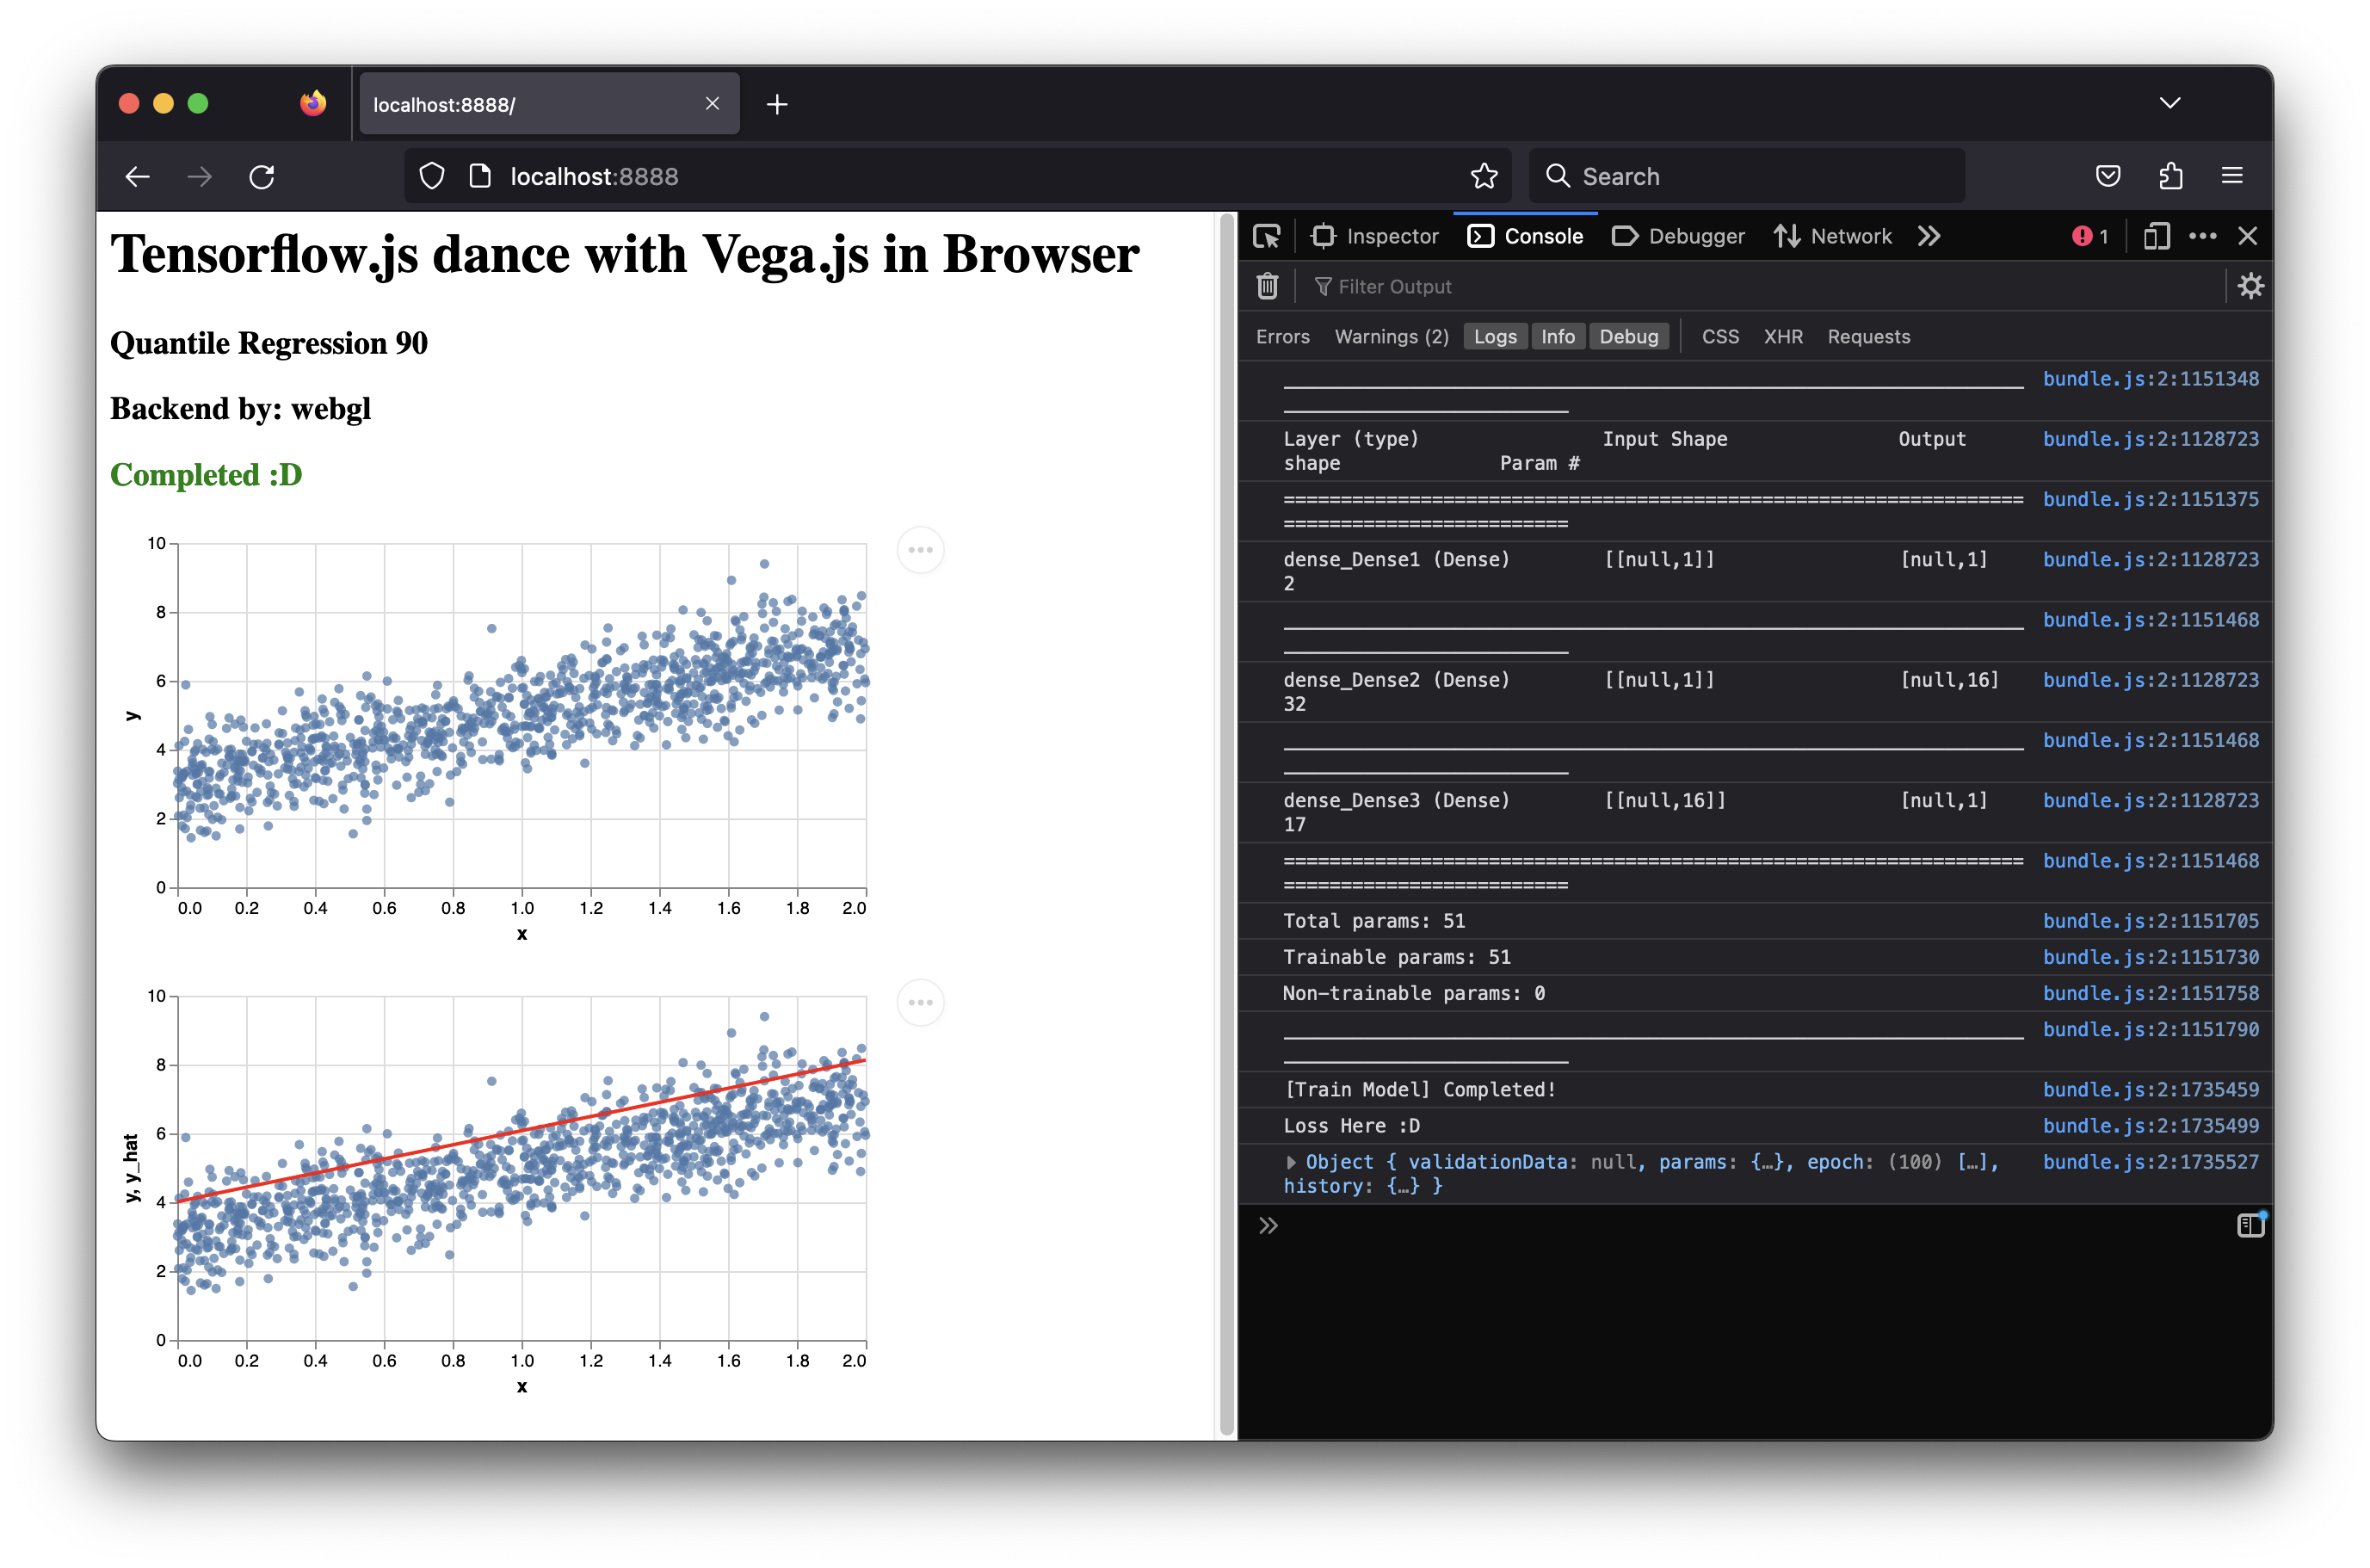 localhost:8888/
localhost:8888
Search
Tensorflow.js dance with Vega.js in Browser
Quantile Regression 90
Backend by: webgl
Completed :D
10
8
6
4
2
0
y
0.0 0.2 0.4 0.6 0.8 1.0 1.2 1.4 1.6 1.8 2.0
x
10
8
6
4
2
0
y, y_hat
0.0 0.2 0.4 0.6 0.8 1.0 1.2 1.4 1.6 1.8 2.0
x
Inspector Console Debugger Network 1
Filter Output
Errors Warnings (2) Logs Info Debug CSS XHR Requests
bundle.js:2:1151348
Layer (type) Input Shape Output bundle.js:2:1128723
shape Param #
================================================================= bundle.js:2:1151375
=========================
dense_Dense1 (Dense) [[null,1]] [null,1] bundle.js:2:1128723
2
bundle.js:2:1151468
dense_Dense2 (Dense) [[null,1]] [null,16] bundle.js:2:1128723
32
bundle.js:2:1151468
dense_Dense3 (Dense) [[null,16]] [null,1] bundle.js:2:1128723
17
================================================================= bundle.js:2:1151468
=========================
Total params: 51 bundle.js:2:1151705
Trainable params: 51 bundle.js:2:1151730
Non-trainable params: 0 bundle.js:2:1151758
bundle.js:2:1151790
[Train Model] Completed! bundle.js:2:1735459
Loss Here :D bundle.js:2:1735499
Object { validationData: null, params: {…}, epoch: (100) […], bundle.js:2:1735527
history: {…} }